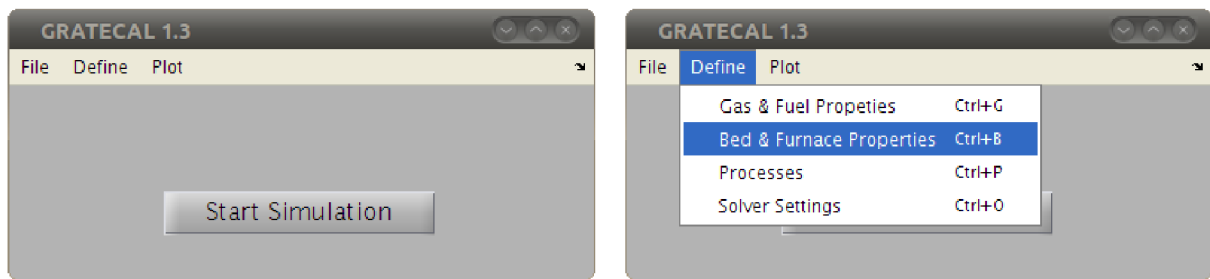 GRATECAL 1.3
File Define Plot
Start Simulation
GRATECAL 1.3
File Define Plot
Gas & Fuel Propeties Ctrl+G
Bed & Furnace Properties Ctrl+B
Processes Ctrl+P
Solver Settings Ctrl+O